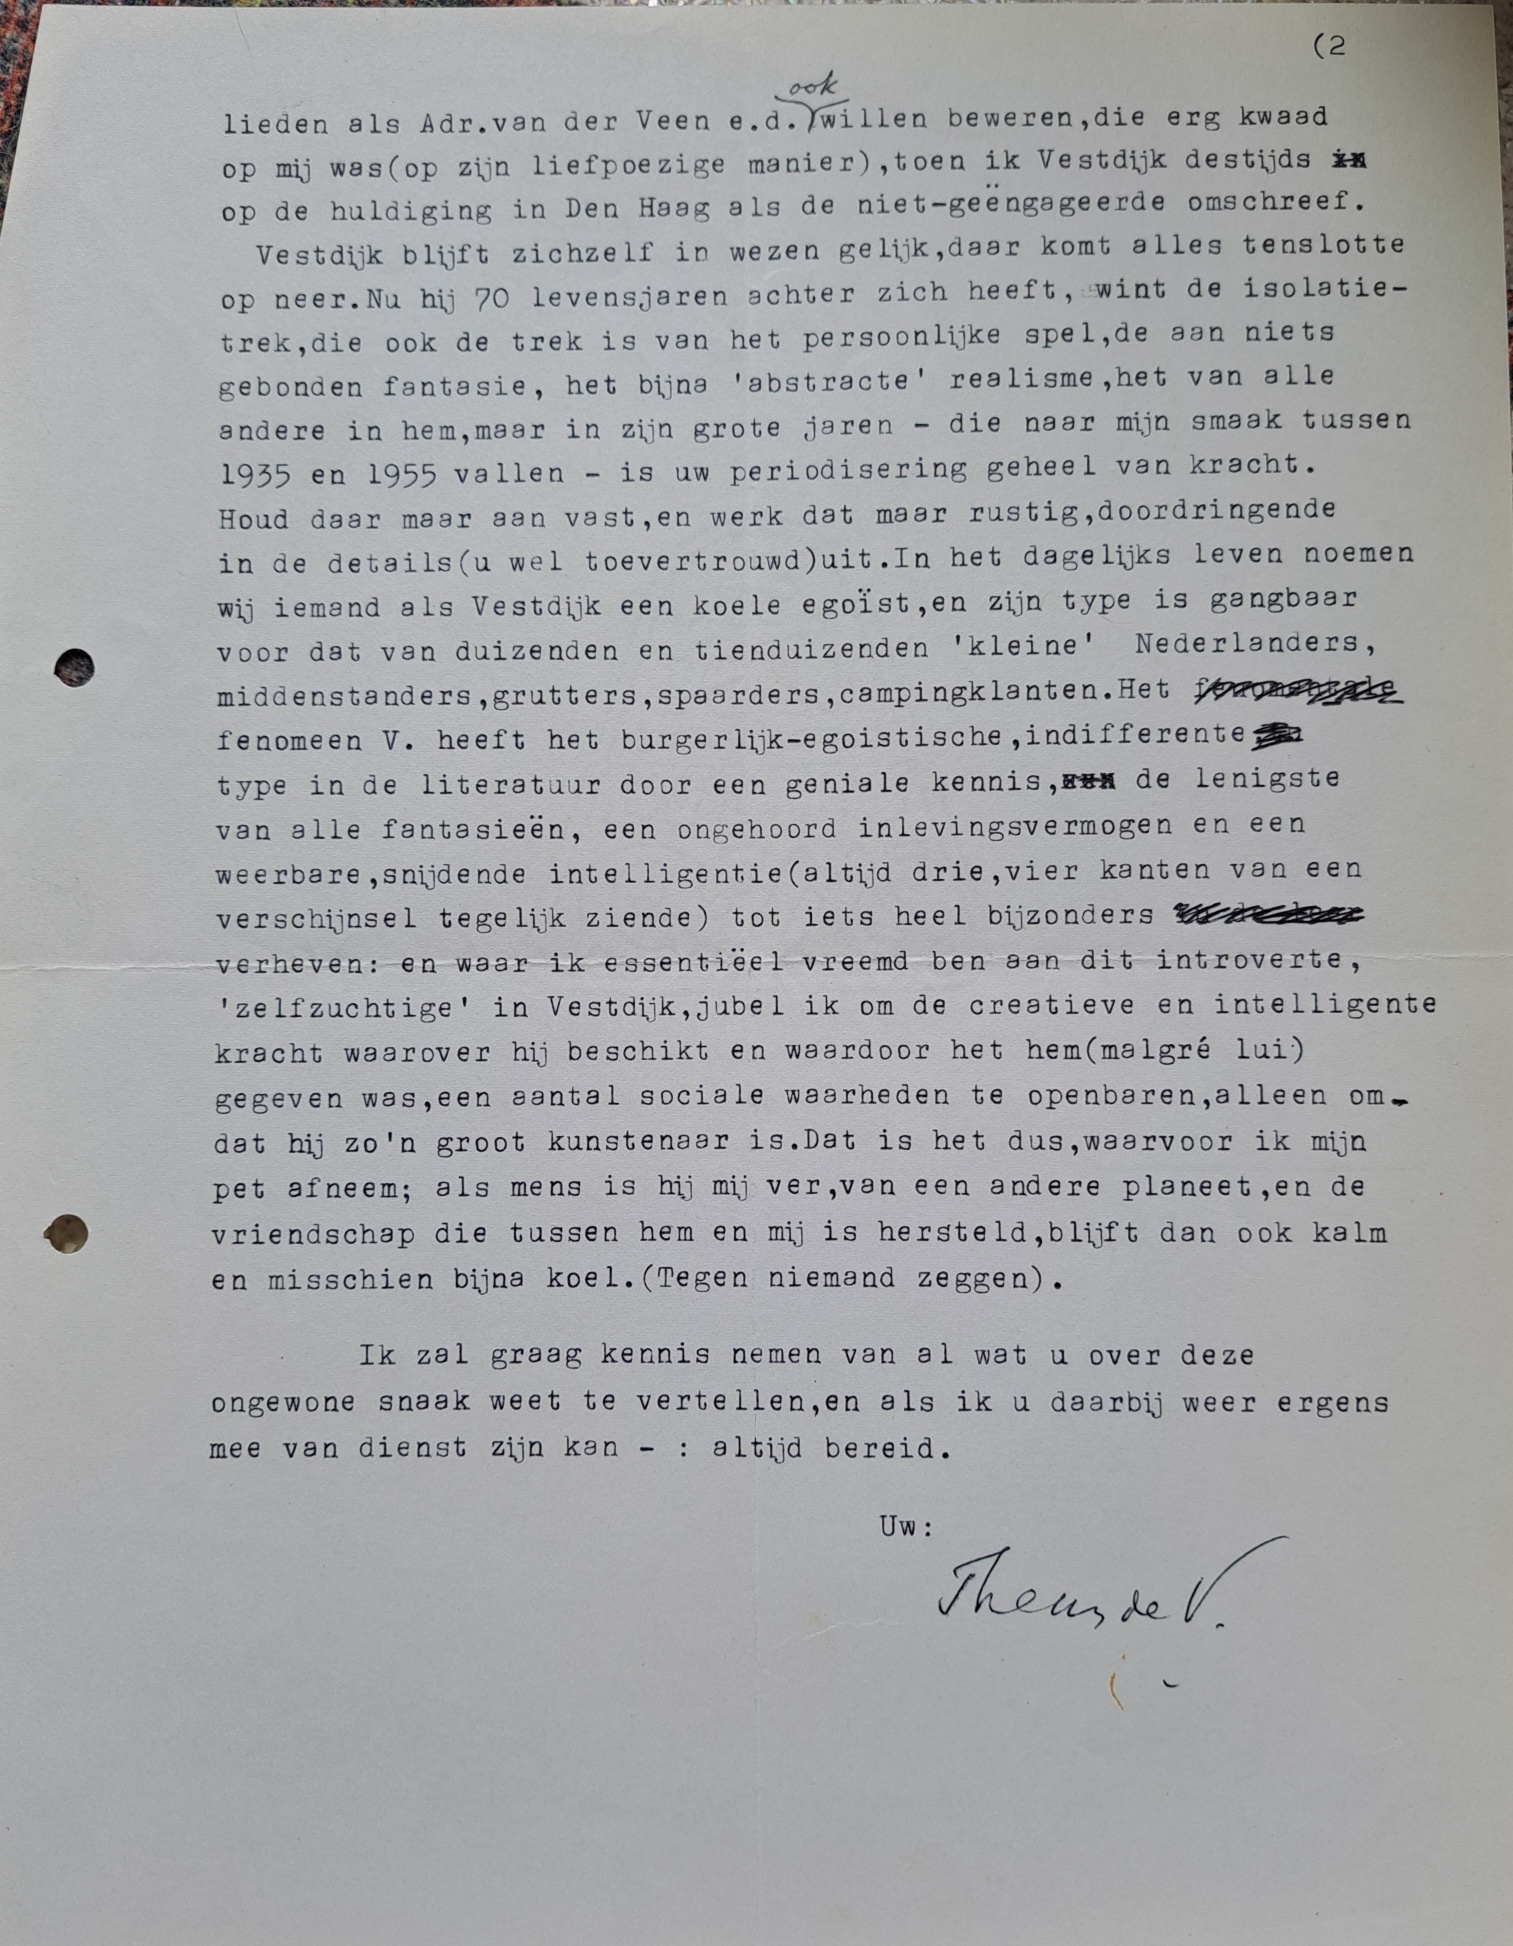 (2
ook
lieden als Adr.van der Veen e.d. willen beweren,die erg kwaad
op mij was(op zijn liefpoezige manier),toen ik Vestdijk destijds
op de huldiging in Den Haag als de niet-geëngageerde omschreef.
Vestdijk blijft zichzelf in wezen gelijk,daar komt alles tenslotte
op neer.Nu hij 70 levensjaren achter zich heeft, wint de isolatie-
trek,die ook de trek is van het persoonlijke spel,de aan niets
gebonden fantasie, het bijna 'abstracte' realisme,het van alle
andere in hem,maar in zijn grote jaren - die naar mijn smaak tussen
1935 en 1955 vallen - is uw periodisering geheel van kracht.
Houd daar maar aan vast,en werk dat maar rustig,doordringende
in de details(u wel toevertrouwd)uit.In het dagelijks leven noemen
wij iemand als Vestdijk een koele egoïst,en zijn type is gangbaar
voor dat van duizenden en tienduizenden 'kleine' Nederlanders,
middenstanders,grutters,spaarders,campingklanten.Het
fenomeen V. heeft het burgerlijk-egoistische,indifferente
type in de literatuur door een geniale kennis, de lenigste
van alle fantasieën, een ongehoord inlevingsvermogen en een
weerbare,snijdende intelligentie(altijd drie,vier kanten van een
verschijnsel tegelijk ziende) tot iets heel bijzonders
verheven: en waar ik essentiëel vreemd ben aan dit introverte,
'zelfzuchtige' in Vestdijk,jubel ik om de creatieve en intelligente
kracht waarover hij beschikt en waardoor het hem(malgré lui)
gegeven was,een aantal sociale waarheden te openbaren,alleen om-
dat hij zo'n groot kunstenaar is.Dat is het dus,waarvoor ik mijn
pet afneem; als mens is hij mij ver,van een andere planeet,en de
vriendschap die tussen hem en mij is hersteld,blijft dan ook kalm
en misschien bijna koel.(Tegen niemand zeggen).
Ik zal graag kennis nemen van al wat u over deze
ongewone snaak weet te vertellen,en als ik u daarbij weer ergens
mee van dienst zijn kan - : altijd bereid.
Uw:
Theun de V.